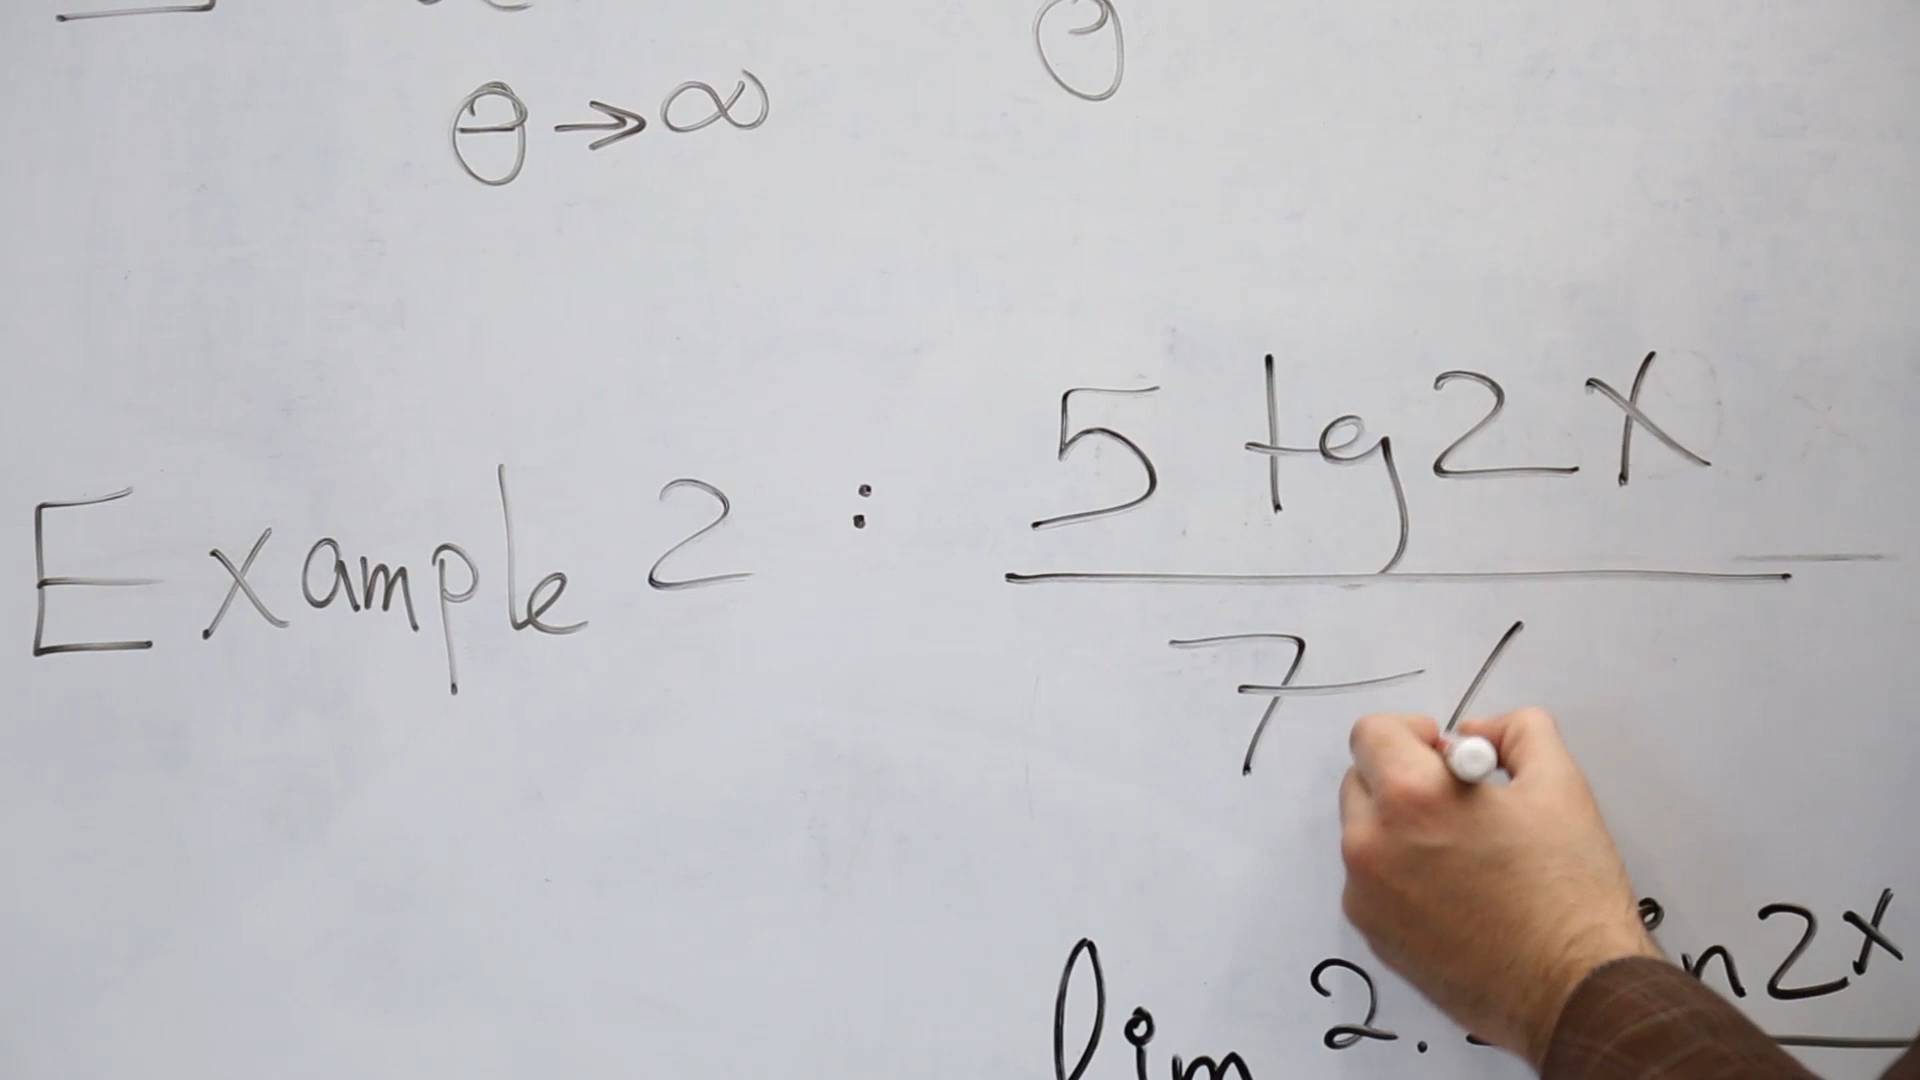 θ → ∞
θ
5 tg2x
Example 2 :
7
lim 2. n2x